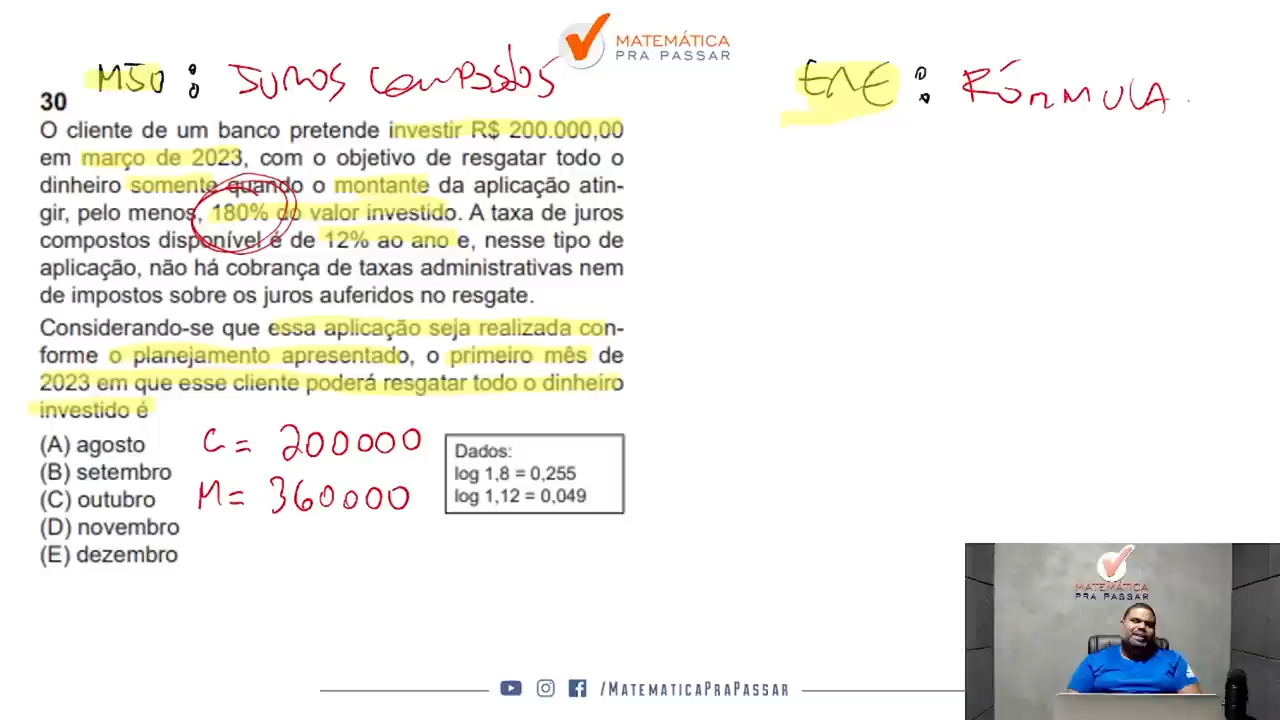 MATEMÁTICA
PRA PASSAR
MJO : JUROS COMPOSTOS
ENE : FÓRMULA.
30
O cliente de um banco pretende investir R$ 200.000,00
em março de 2023, com o objetivo de resgatar todo o
dinheiro somente quando o montante da aplicação atin-
gir, pelo menos, 180% do valor investido. A taxa de juros
compostos disponível é de 12% ao ano e, nesse tipo de
aplicação, não há cobrança de taxas administrativas nem
de impostos sobre os juros auferidos no resgate.
Considerando-se que essa aplicação seja realizada con-
forme o planejamento apresentado, o primeiro mês de
2023 em que esse cliente poderá resgatar todo o dinheiro
investido é
(A) agosto
(B) setembro
(C) outubro
(D) novembro
(E) dezembro
C = 200000
M = 360000
Dados:
log 1,8 = 0,255
log 1,12 = 0,049
MATEMÁTICA
PRA PASSAR
/MATEMATICAPRAPASSAR